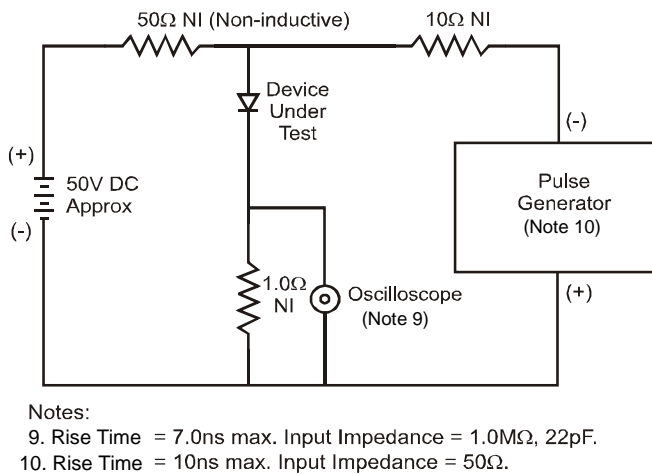 50Ω NI (Non-inductive)
10Ω NI
Device
Under
Test
(-)
(+)
50V DC
Approx
(-)
Pulse
Generator
(Note 10)
1.0Ω
NI
Oscilloscope
(Note 9)
(+)
Notes:
9. Rise Time = 7.0ns max. Input Impedance = 1.0MΩ, 22pF.
10. Rise Time = 10ns max. Input Impedance = 50Ω.